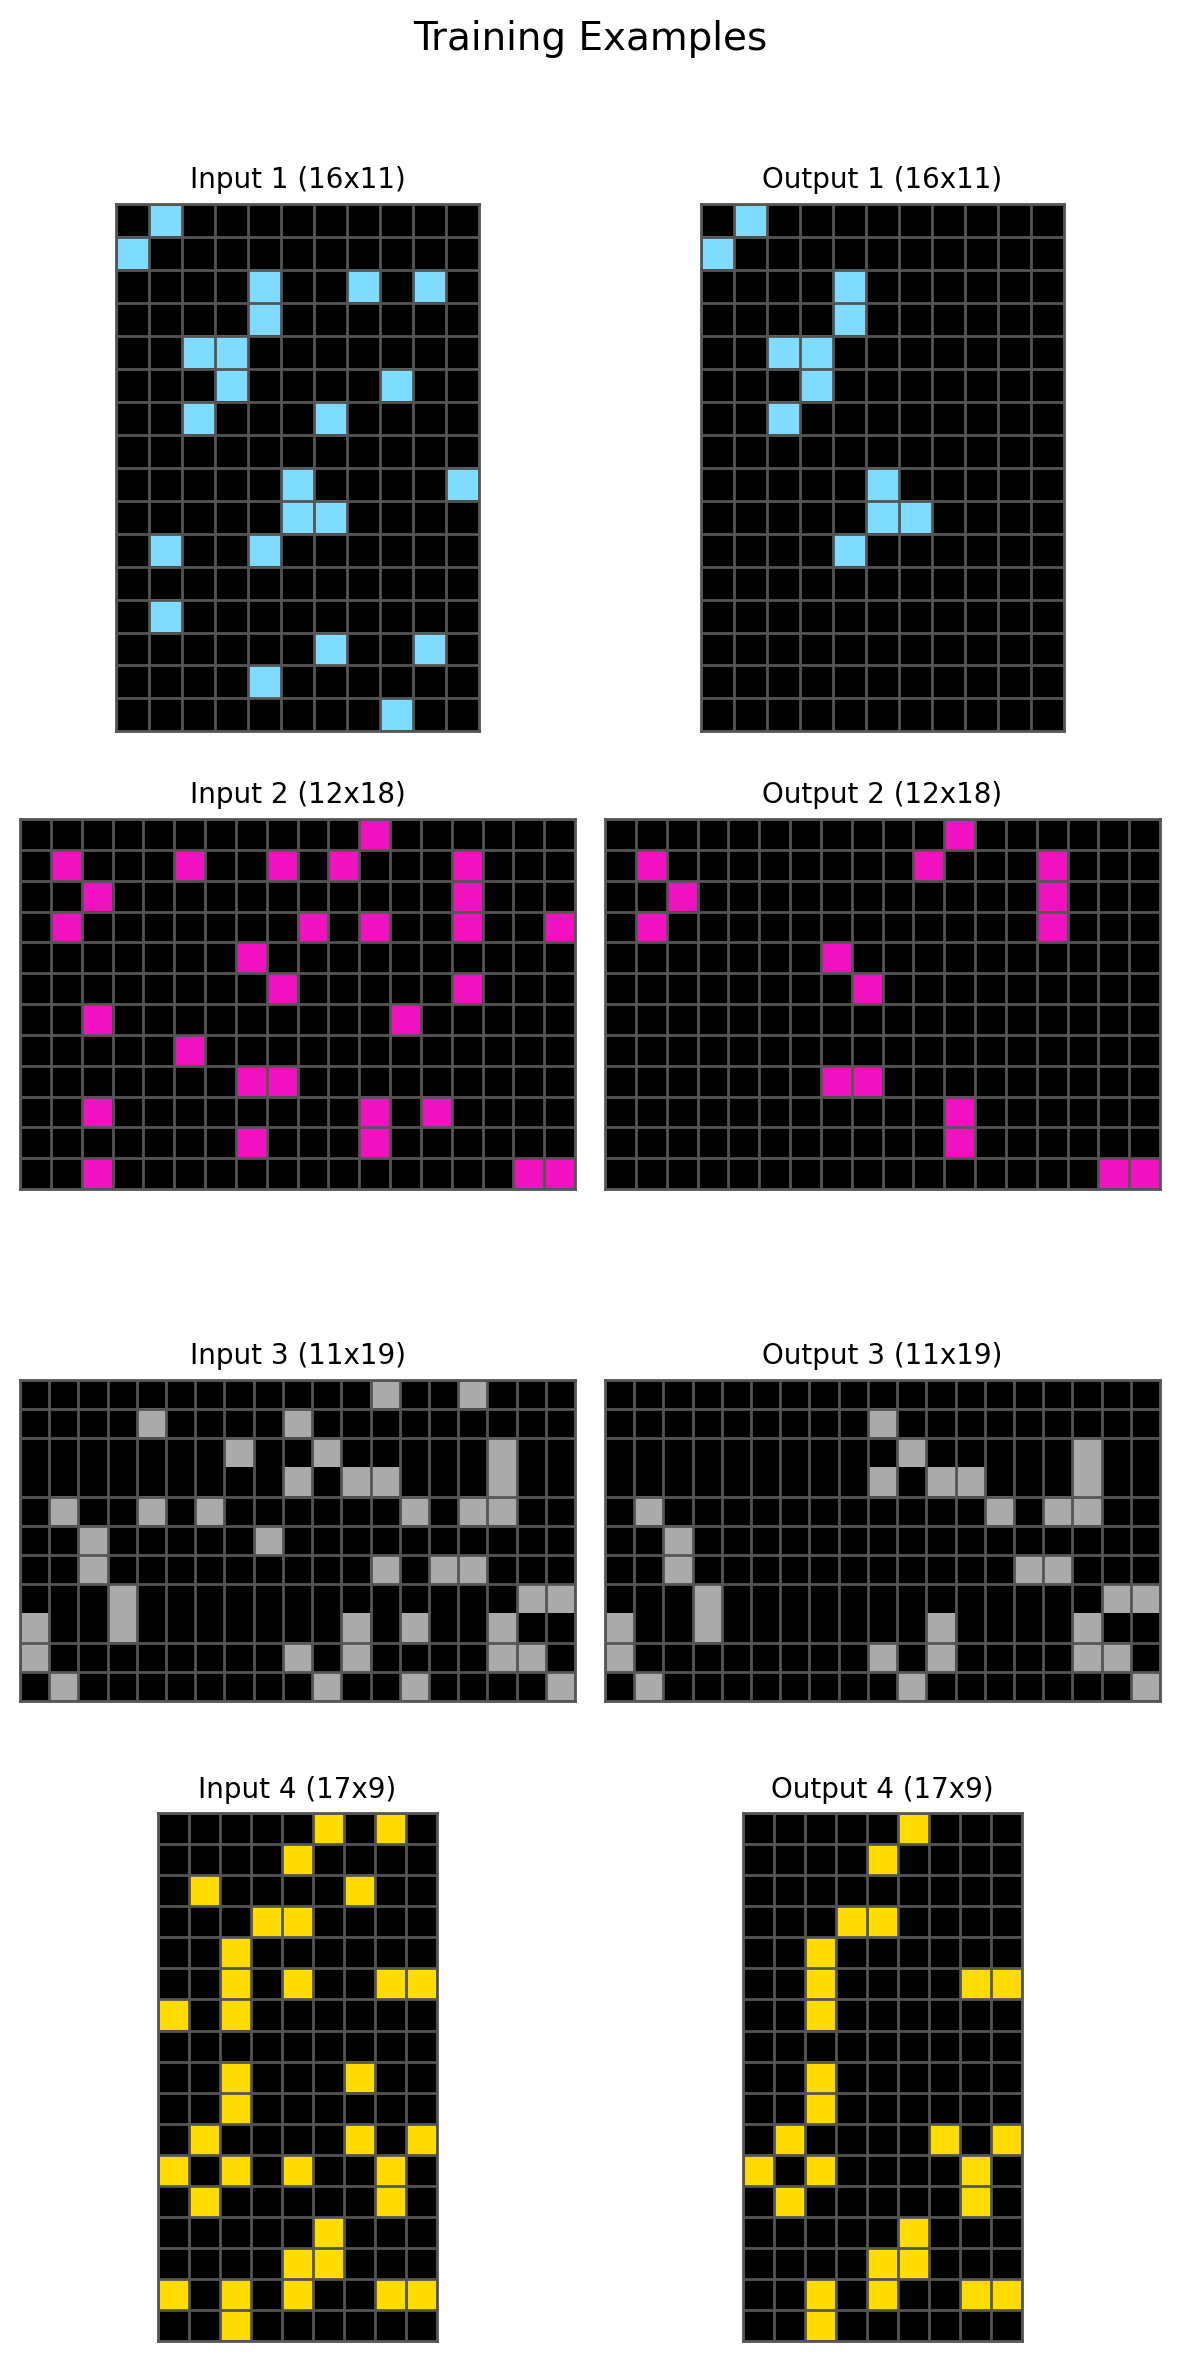 Training Examples
Input 1 (16x11)
Output 1 (16x11)
Input 2 (12x18)
Output 2 (12x18)
Input 3 (11x19)
Output 3 (11x19)
Input 4 (17x9)
Output 4 (17x9)